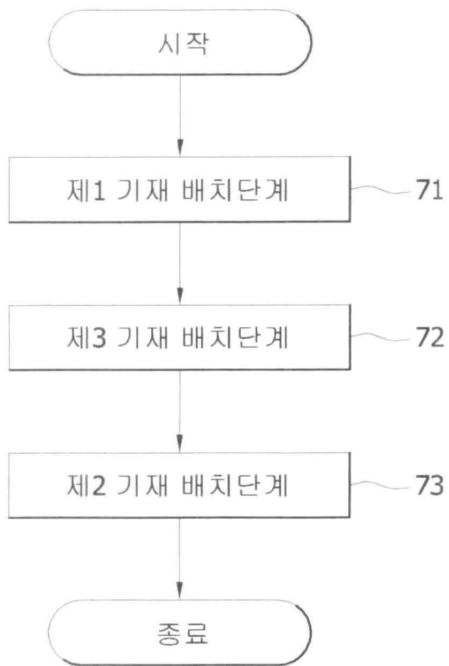 시작
제1 기재 배치단계 71
제3 기재 배치단계 72
제2 기재 배치단계 73
종료